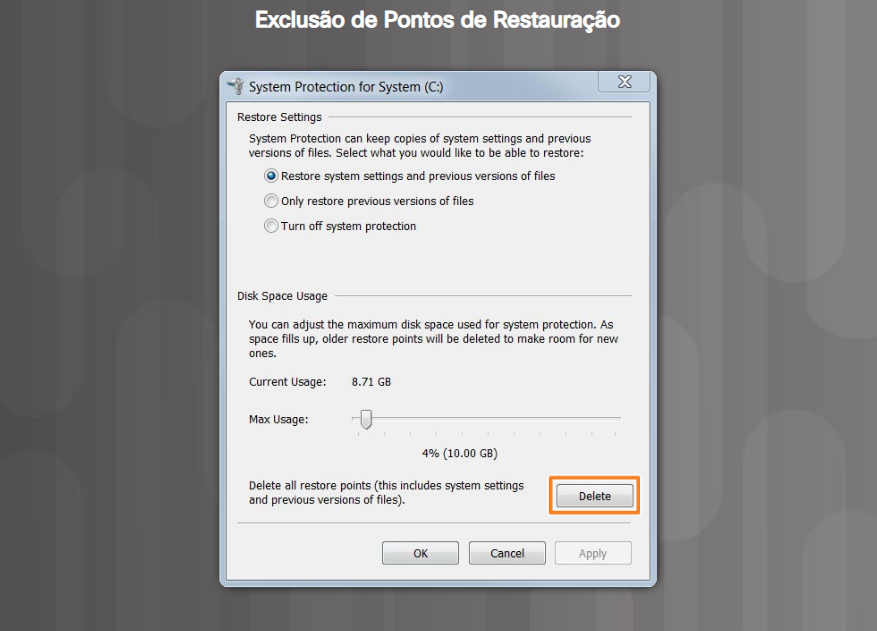 Exclusão de Pontos de Restauração
System Protection for System (C:)
Restore Settings
System Protection can keep copies of system settings and previous
versions of files. Select what you would like to be able to restore:
Restore system settings and previous versions of files
Only restore previous versions of files
Turn off system protection
Disk Space Usage
You can adjust the maximum disk space used for system protection. As
space fills up, older restore points will be deleted to make room for new
ones.
Current Usage: 8.71 GB
Max Usage:
4% (10.00 GB)
Delete all restore points (this includes system settings
and previous versions of files).
Delete
OK Cancel Apply